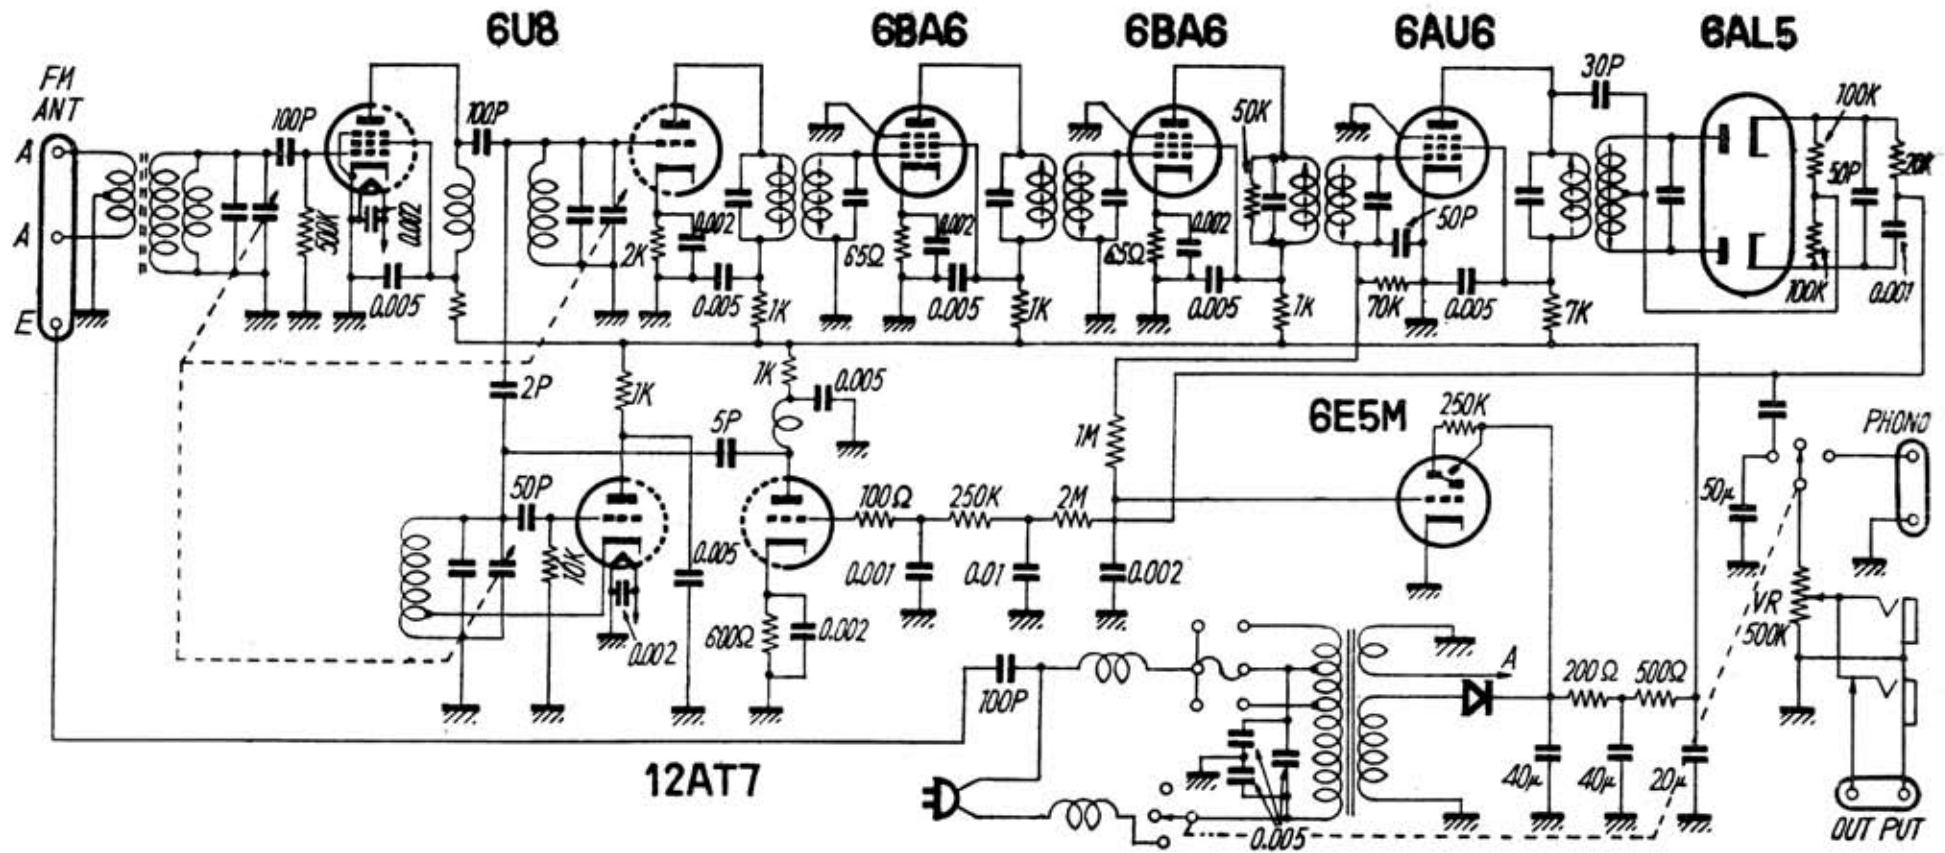 6U8
6BA6
6BA6
6AU6
6AL5
FM
ANT
A
A
E
100P
500K
0.002
0.005
100P
2K
0.002
0.005
1K
65Ω
0.002
0.005
1K
65Ω
0.002
0.005
50K
1K
50P
70K
0.005
7K
30P
100K
50P
20K
100K
0.001
2P
1K
1K
0.005
5P
50P
10K
0.002
0.005
600Ω
0.002
100Ω
250K
2M
1M
0.001
0.01
0.002
6E5M
250K
PHONO
50μ
VR
500K
100P
12AT7
0.005
A
200Ω
500Ω
40μ
40μ
20μ
OUT PUT